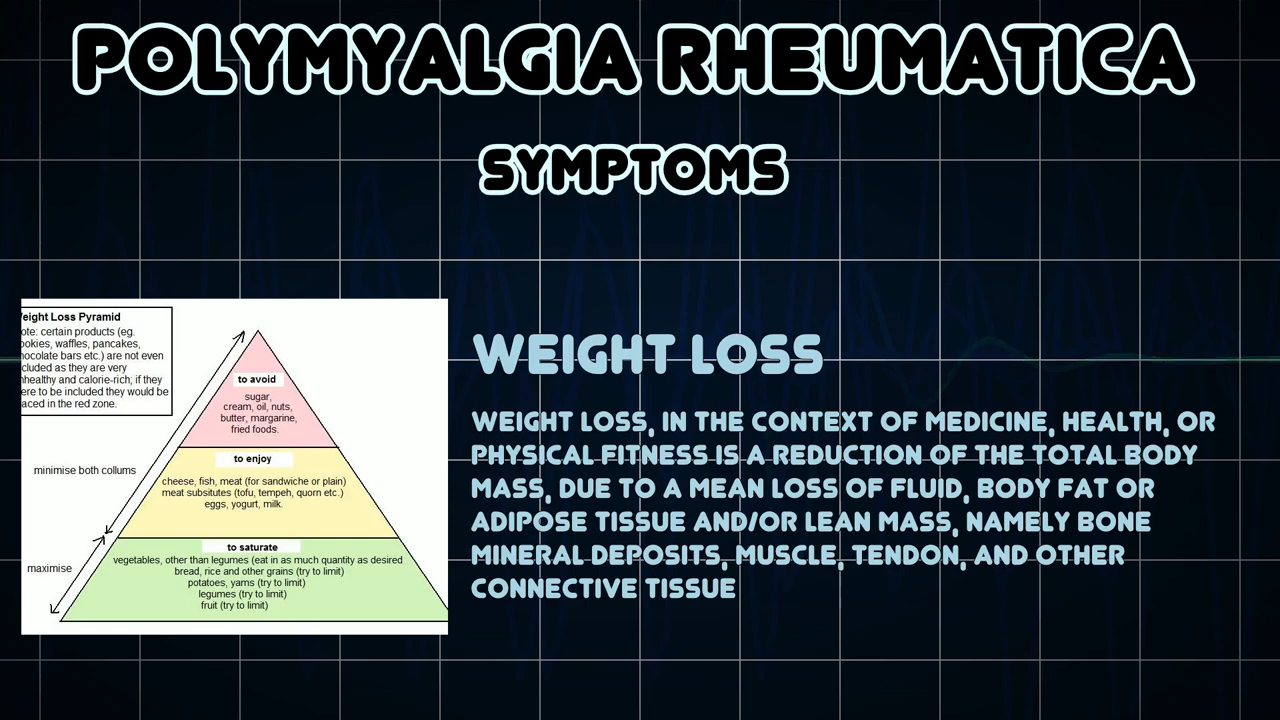 POLYMYALGIA RHEUMATICA
SYMPTOMS
eight Loss Pyramid
ote: certain products (eg.
ookies, waffles, pancakes,
hocolate bars etc.) are not even
cluded as they are very
nhealthy and calorie-rich; if they
ere to be included they would be
aced in the red zone.
to avoid
sugar,
cream, oil, nuts,
butter, margarine,
fried foods.
minimise both collums
to enjoy
cheese, fish, meat (for sandwiche or plain)
meat subsitutes (tofu, tempeh, quorn etc.)
eggs, yogurt, milk.
maximise
to saturate
vegetables, other than legumes (eat in as much quantity as desired
bread, rice and other grains (try to limit)
potatoes, yams (try to limit)
legumes (try to limit)
fruit (try to limit)
WEIGHT LOSS
WEIGHT LOSS, IN THE CONTEXT OF MEDICINE, HEALTH, OR
PHYSICAL FITNESS IS A REDUCTION OF THE TOTAL BODY
MASS, DUE TO A MEAN LOSS OF FLUID, BODY FAT OR
ADIPOSE TISSUE AND/OR LEAN MASS, NAMELY BONE
MINERAL DEPOSITS, MUSCLE, TENDON, AND OTHER
CONNECTIVE TISSUE